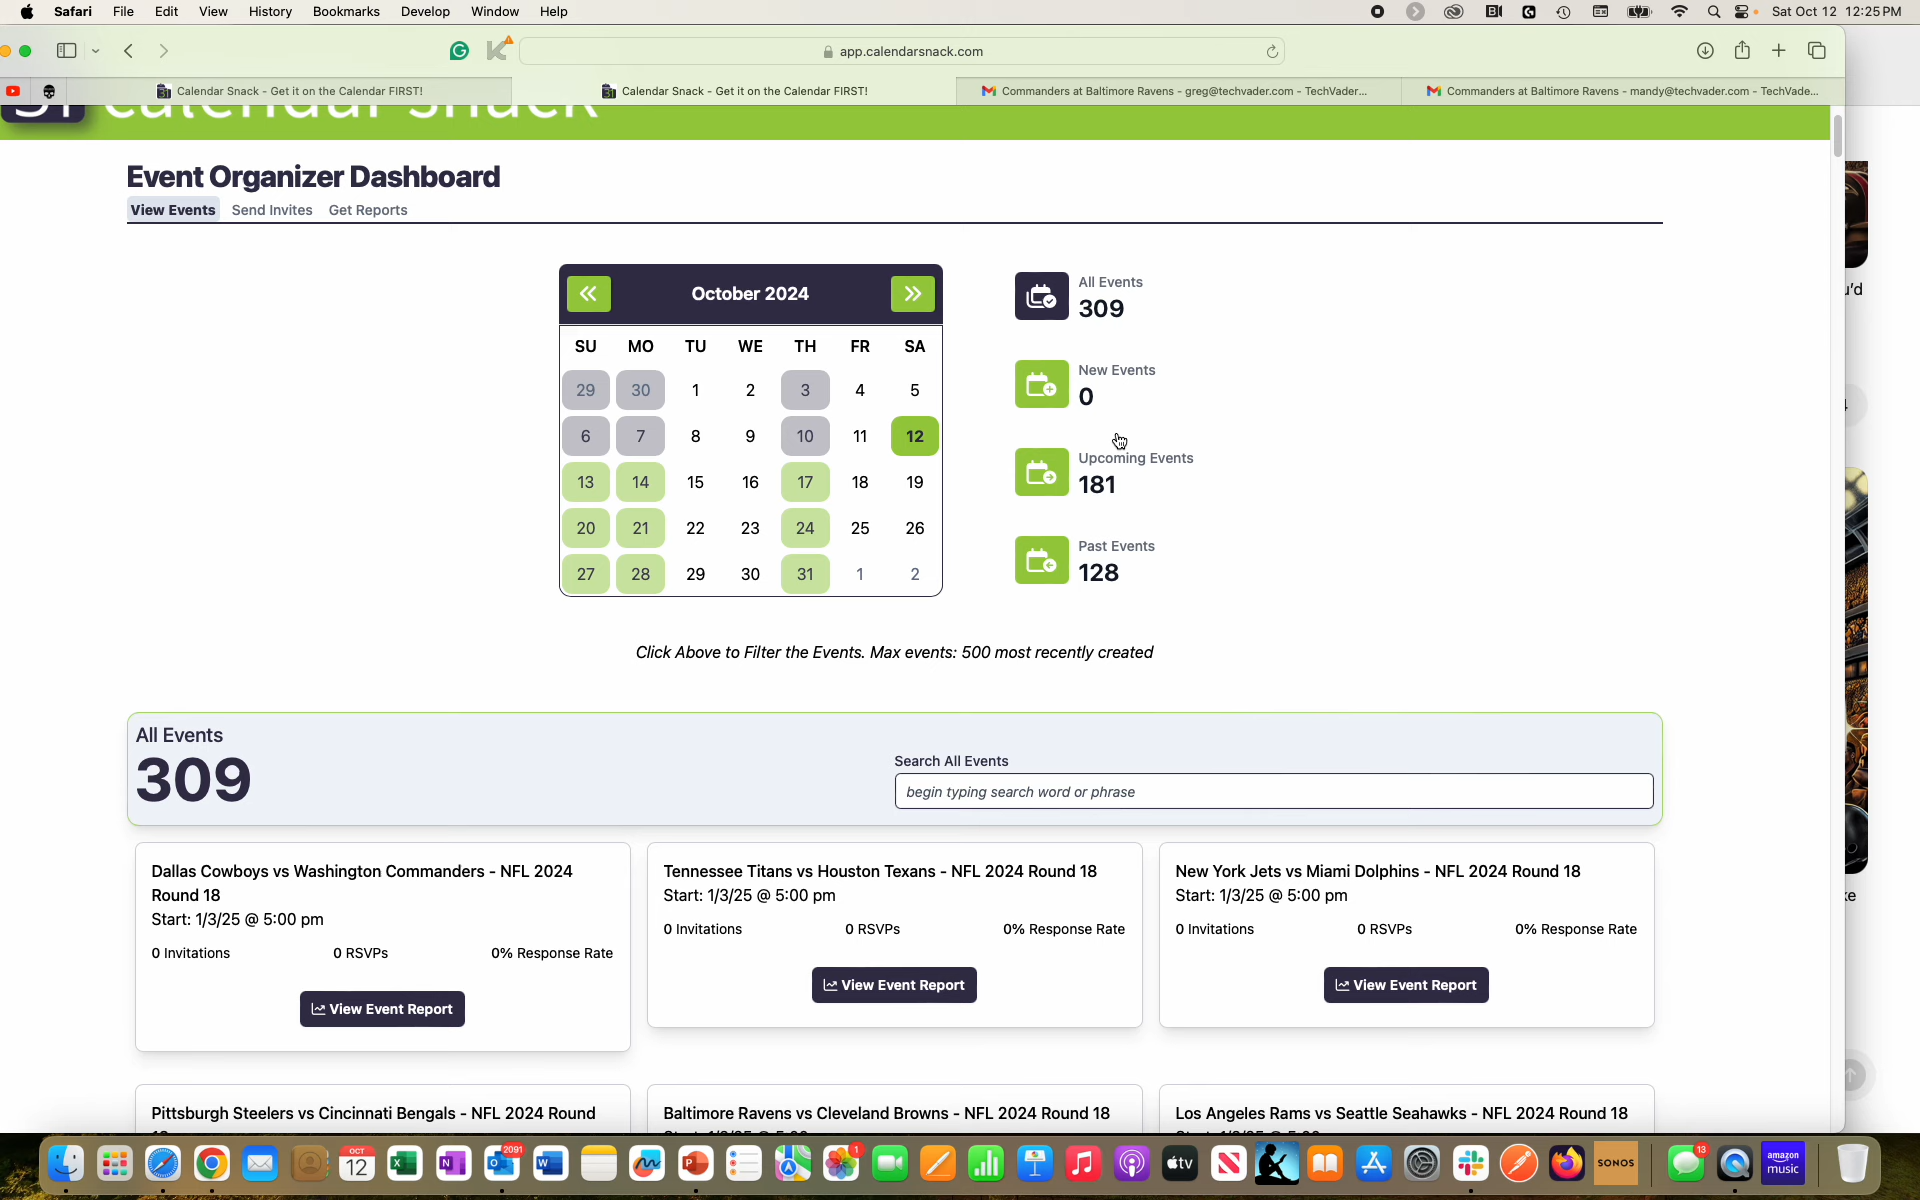 Safari File Edit View History Bookmarks Develop Window Help Sat Oct 12 12:25 PM
app.calendarsnack.com
Calendar Snack - Get it on the Calendar FIRST! Calendar Snack - Get it on the Calendar FIRST! Commanders at Baltimore Ravens - greg@techvader.com - TechVader... Commanders at Baltimore Ravens - mandy@techvader.com - TechVade...
Event Organizer Dashboard
View Events Send Invites Get Reports
October 2024
SU MO TU WE TH FR SA
29 30 1 2 3 4 5
6 7 8 9 10 11 12
13 14 15 16 17 18 19
20 21 22 23 24 25 26
27 28 29 30 31 1 2
All Events
309
New Events
0
Upcoming Events
181
Past Events
128
u'd
Click Above to Filter the Events. Max events: 500 most recently created
All Events
309
Search All Events
begin typing search word or phrase
Dallas Cowboys vs Washington Commanders - NFL 2024
Round 18
Start: 1/3/25 @ 5:00 pm
0 Invitations 0 RSVPs 0% Response Rate
View Event Report
Tennessee Titans vs Houston Texans - NFL 2024 Round 18
Start: 1/3/25 @ 5:00 pm
0 Invitations 0 RSVPs 0% Response Rate
View Event Report
New York Jets vs Miami Dolphins - NFL 2024 Round 18
Start: 1/3/25 @ 5:00 pm
0 Invitations 0 RSVPs 0% Response Rate
View Event Report
Pittsburgh Steelers vs Cincinnati Bengals - NFL 2024 Round
Baltimore Ravens vs Cleveland Browns - NFL 2024 Round 18
Los Angeles Rams vs Seattle Seahawks - NFL 2024 Round 18
OCT
12
2091
1
tv
SONOS
13
amazon
music